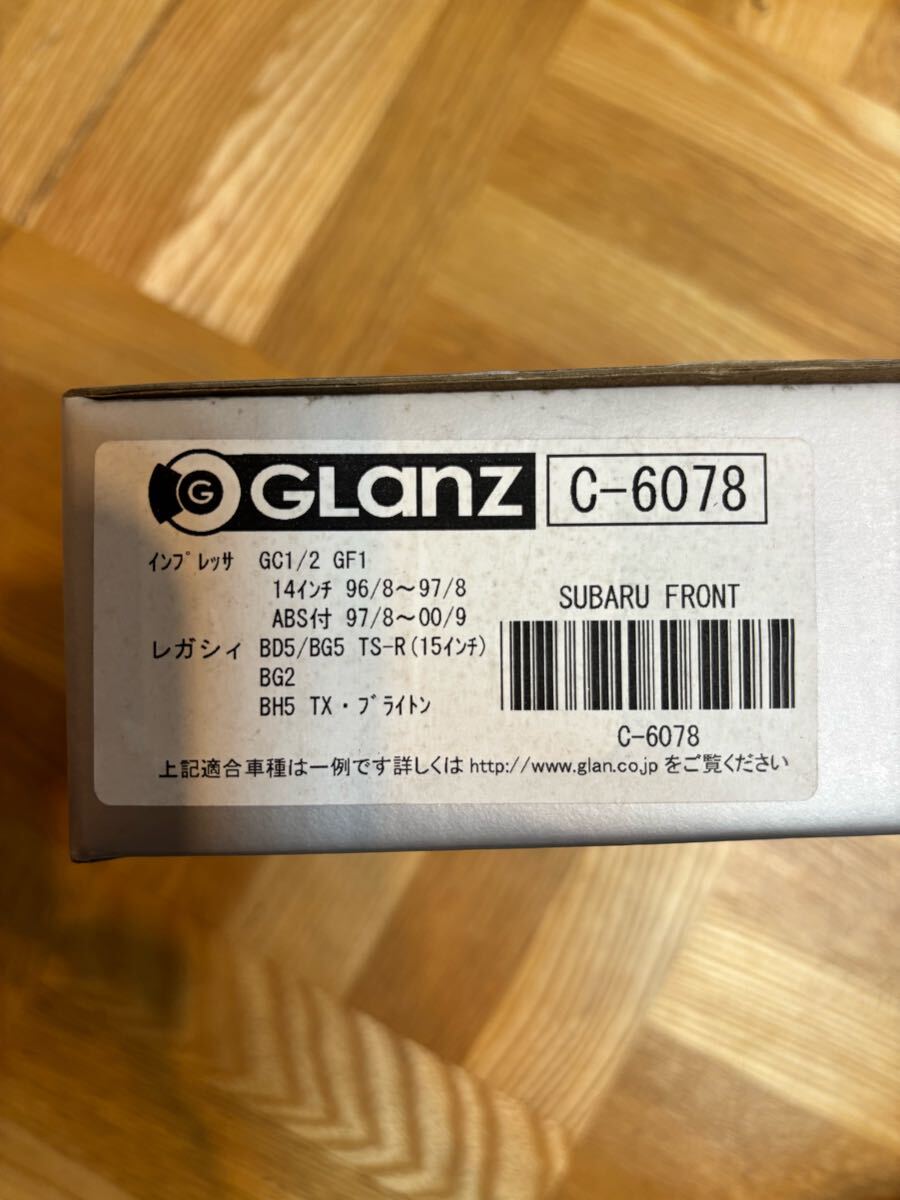 G GLanz C-6078
ｲﾝﾌﾟﾚｯｻ GC1/2 GF1
14ｲﾝﾁ 96/8～97/8
ABS付 97/8～00/9
レガシィ BD5/BG5 TS-R(15ｲﾝﾁ)
BG2
BH5 TX・ﾌﾞﾗｲﾄﾝ
SUBARU FRONT
C-6078
上記適合車種は一例です詳しくは http://www.glan.co.jp をご覧ください